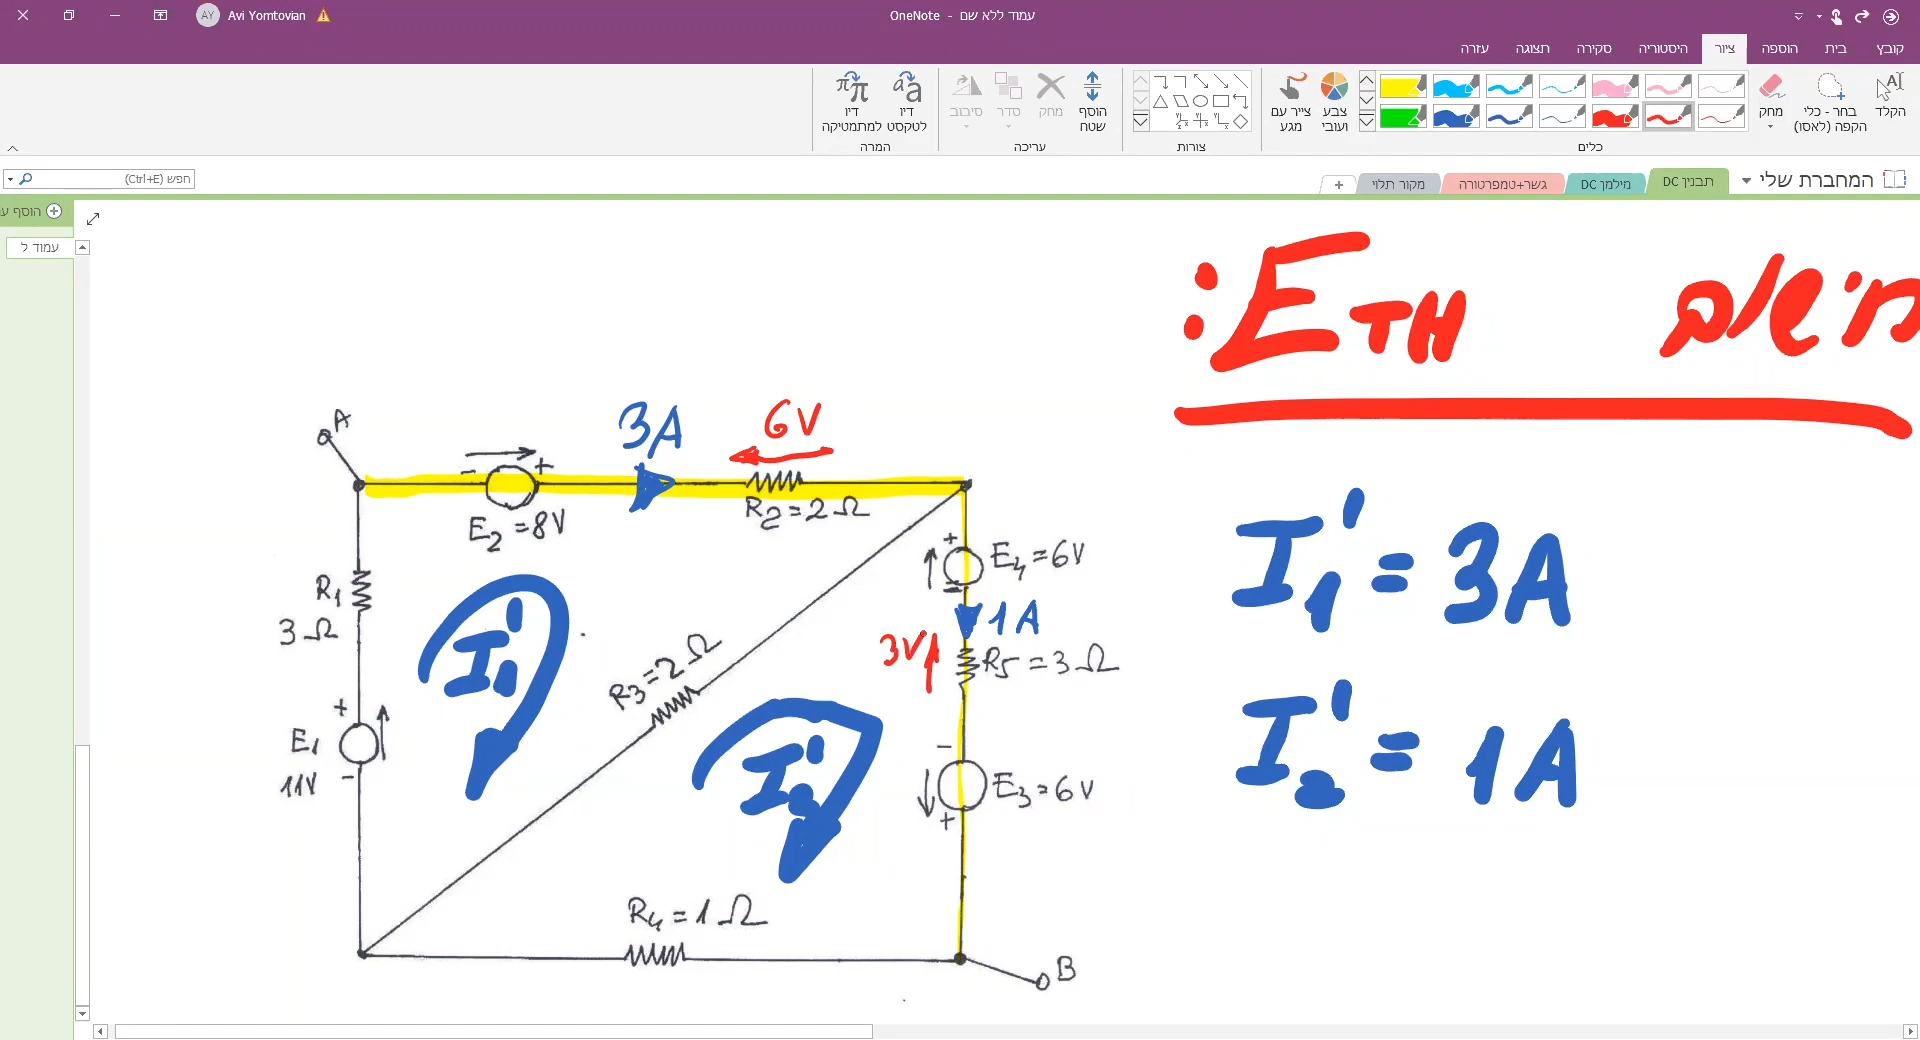 Avi Yomtovian
עמוד ללא שם - OneNote
קובץ בית הוספה ציור היסטוריה סקירה תצוגה עזרה
הקלד
בחר - כלי הקפה (לאסו)
מחק
צבע ועובי
צייר עם מגע
הוסף שטח
מחק
סדר
סיבוב
דיו לטקסט
דיו למתמטיקה
כלים
צורות
עריכה
המרה
המחברת שלי
תבנין DC
מילמן DC
גשר+טמפרטורה
מקור תלוי
חפש (Ctrl+E)
הוסף
עמוד ל
חישוב ETH:
A
3A
6V
- +
E2 = 8V
R2 = 2Ω
+
E4 = 6V
-
R1
3Ω
I1'
1A
3V
R5 = 3Ω
R3 = 2Ω
+
E1
11V
-
I2'
-
E3 = 6V
+
R4 = 1Ω
B
I1' = 3A
I2' = 1A